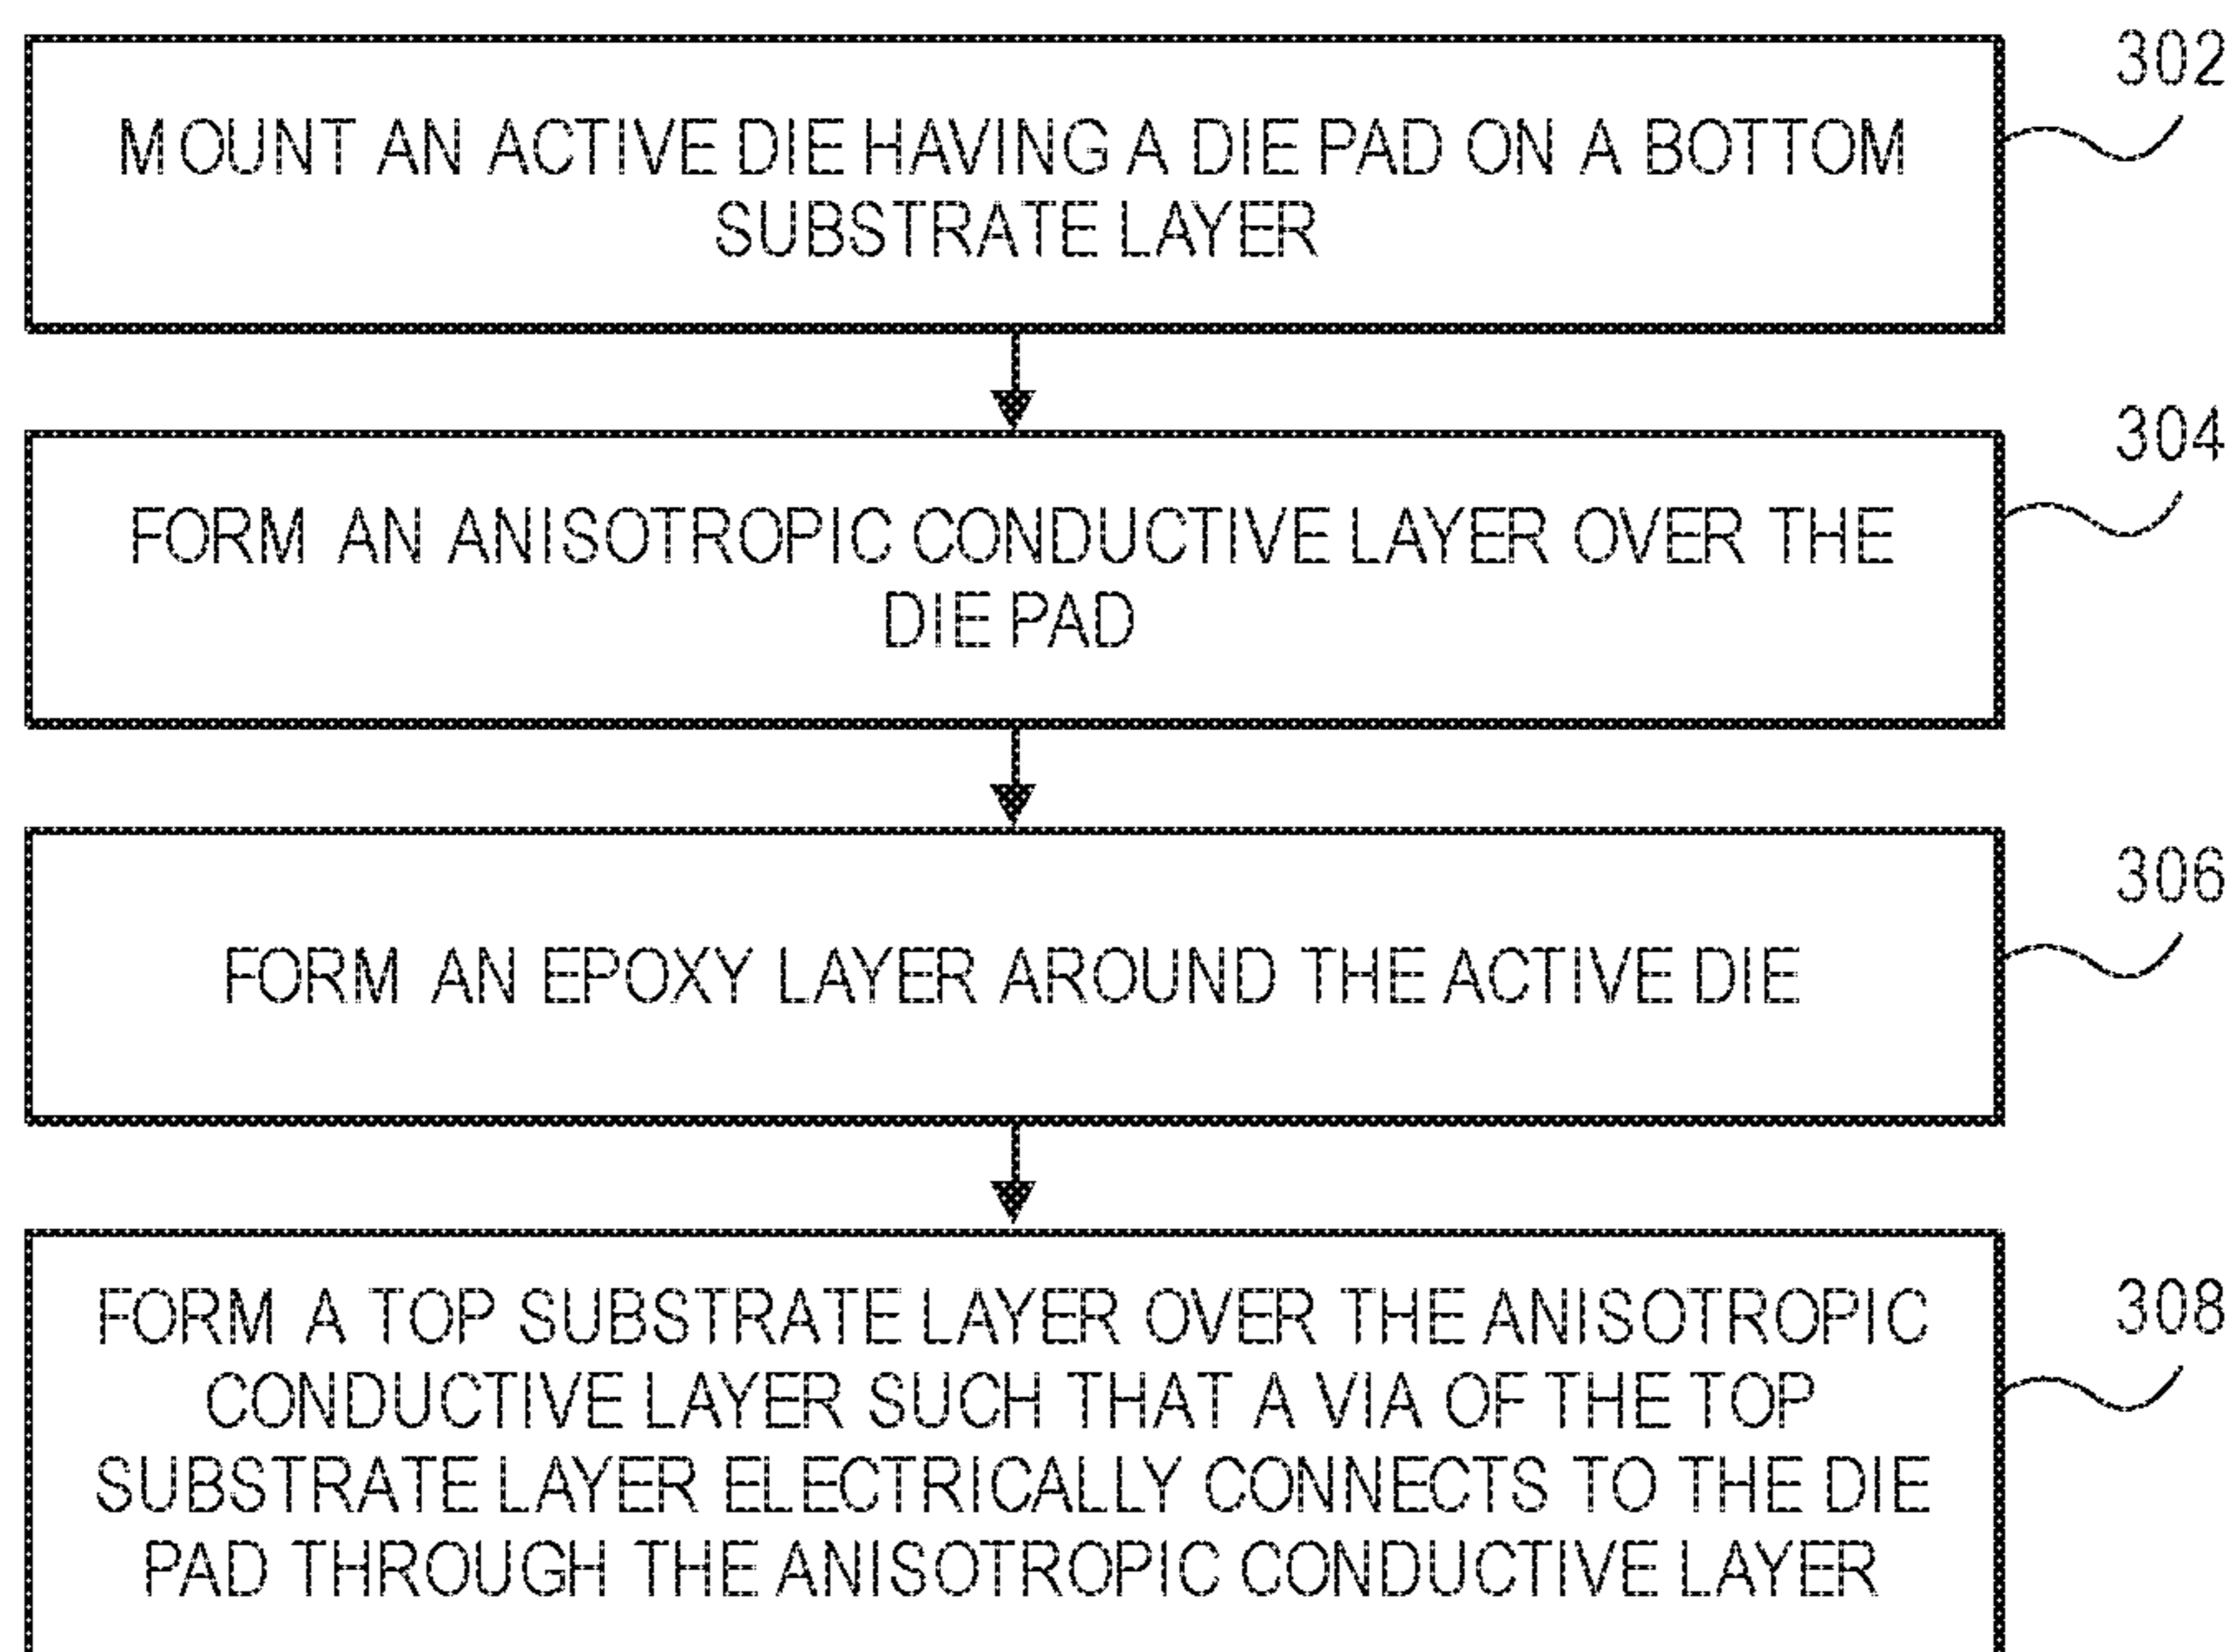 302
MOUNT AN ACTIVE DIE HAVING A DIE PAD ON A BOTTOM
SUBSTRATE LAYER
304
FORM AN ANISOTROPIC CONDUCTIVE LAYER OVER THE
DIE PAD
306
FORM AN EPOXY LAYER AROUND THE ACTIVE DIE
308
FORM A TOP SUBSTRATE LAYER OVER THE ANISOTROPIC
CONDUCTIVE LAYER SUCH THAT A VIA OF THE TOP
SUBSTRATE LAYER ELECTRICALLY CONNECTS TO THE DIE
PAD THROUGH THE ANISOTROPIC CONDUCTIVE LAYER